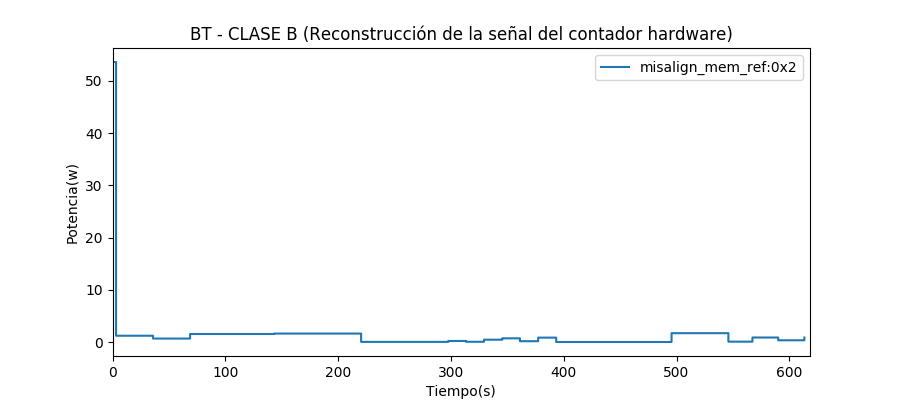 BT - CLASE B (Reconstrucción de la señal del contador hardware)
misalign_mem_ref:0x2
Potencia(w)
50
40
30
20
10
0
0 100 200 300 400 500 600
Tiempo(s)